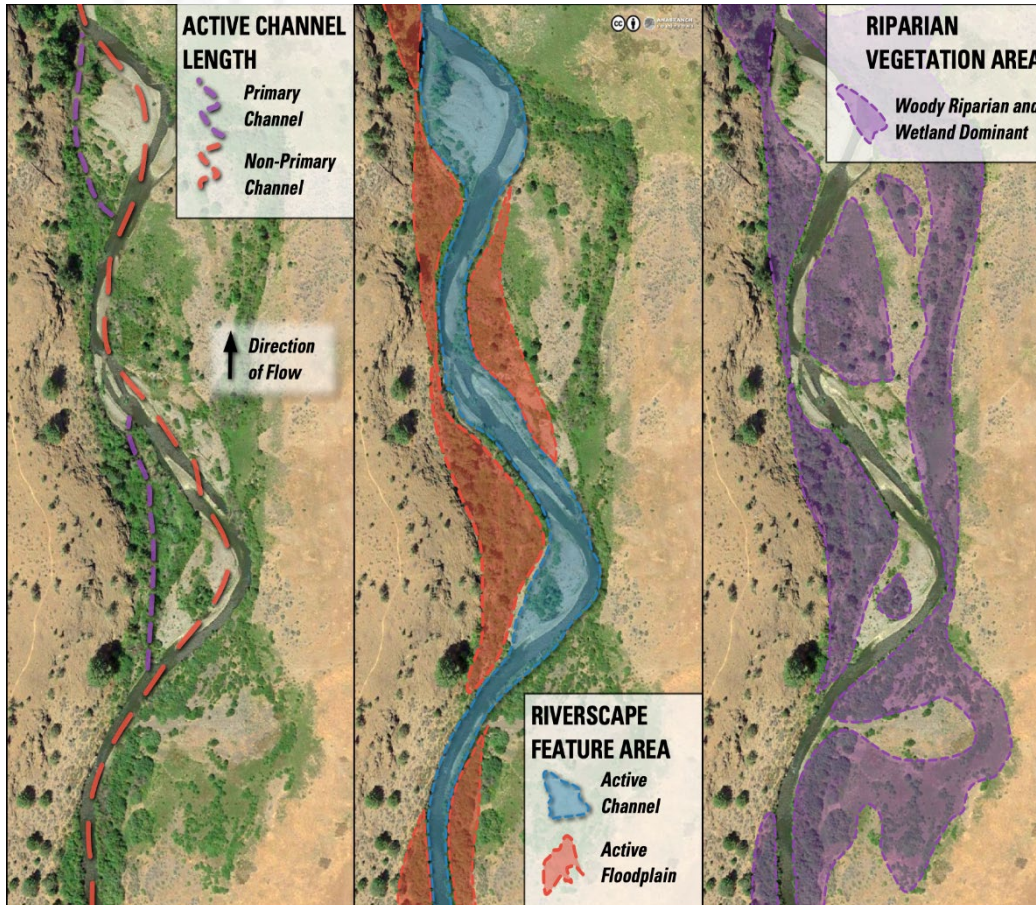 ACTIVE CHANNEL
LENGTH
Primary
Channel
Non-Primary
Channel
Direction
of Flow
RIVERSCAPE
FEATURE AREA
Active
Channel
Active
Floodplain
RIPARIAN
VEGETATION AREA
Woody Riparian and
Wetland Dominant